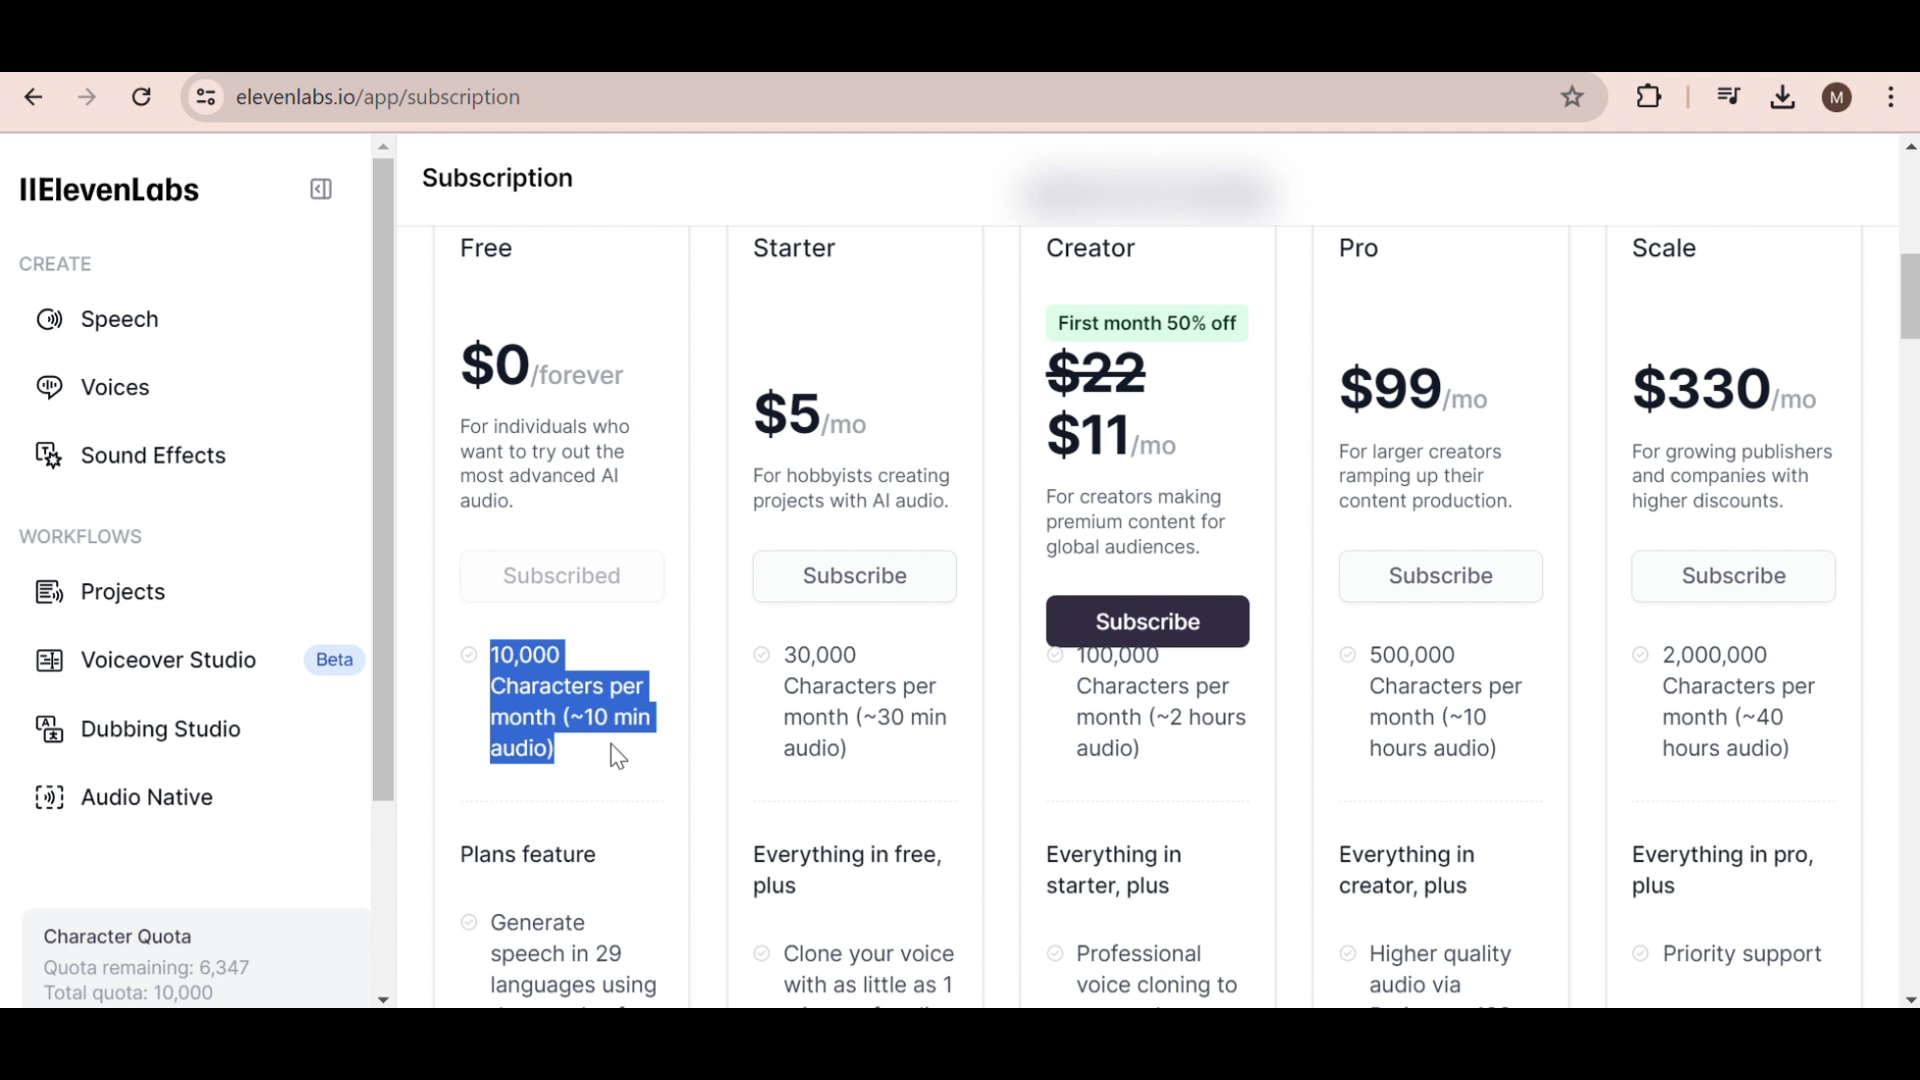 elevenlabs.io/app/subscription
M
IIElevenLabs
CREATE
Speech
Voices
Sound Effects
WORKFLOWS
Projects
Voiceover Studio Beta
Dubbing Studio
Audio Native
Character Quota
Quota remaining: 6,347
Total quota: 10,000
Subscription
Free
$0/forever
For individuals who
want to try out the
most advanced AI
audio.
Subscribed
10,000
Characters per
month (~10 min
audio)
Plans feature
Generate
speech in 29
languages using
Starter
$5/mo
For hobbyists creating
projects with AI audio.
Subscribe
30,000
Characters per
month (~30 min
audio)
Everything in free,
plus
Clone your voice
with as little as 1
Creator
First month 50% off
$22
$11/mo
For creators making
premium content for
global audiences.
Subscribe
100,000
Characters per
month (~2 hours
audio)
Everything in
starter, plus
Professional
voice cloning to
Pro
$99/mo
For larger creators
ramping up their
content production.
Subscribe
500,000
Characters per
month (~10
hours audio)
Everything in
creator, plus
Higher quality
audio via
Scale
$330/mo
For growing publishers
and companies with
higher discounts.
Subscribe
2,000,000
Characters per
month (~40
hours audio)
Everything in pro,
plus
Priority support